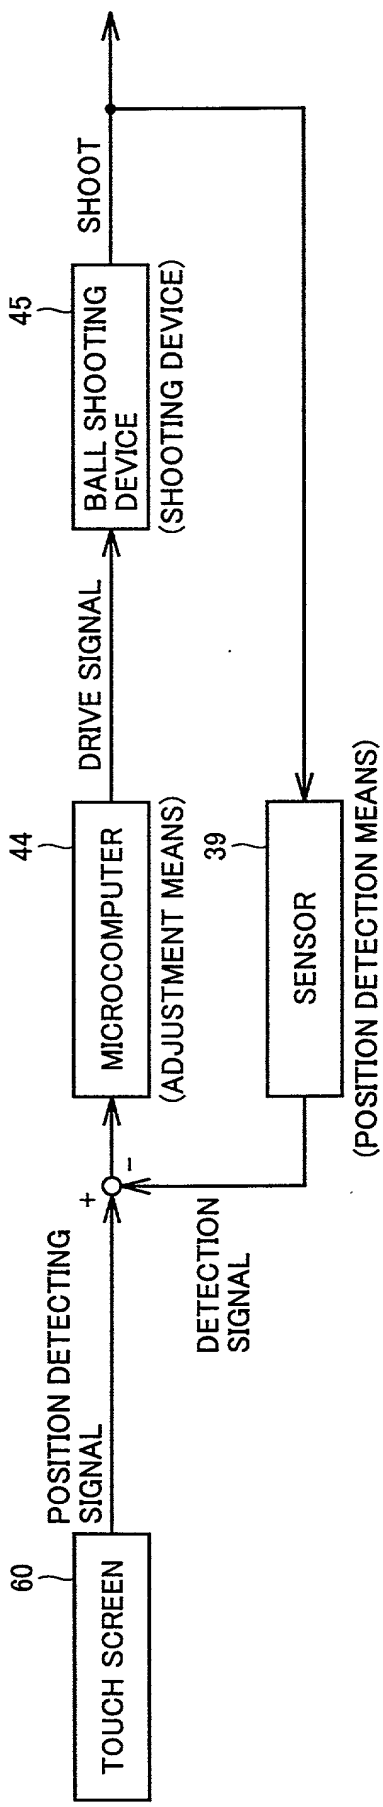 60
TOUCH SCREEN
POSITION DETECTING
SIGNAL
+
-
44
MICROCOMPUTER
(ADJUSTMENT MEANS)
DRIVE SIGNAL
45
BALL SHOOTING
DEVICE
(SHOOTING DEVICE)
SHOOT
39
SENSOR
(POSITION DETECTION MEANS)
DETECTION
SIGNAL